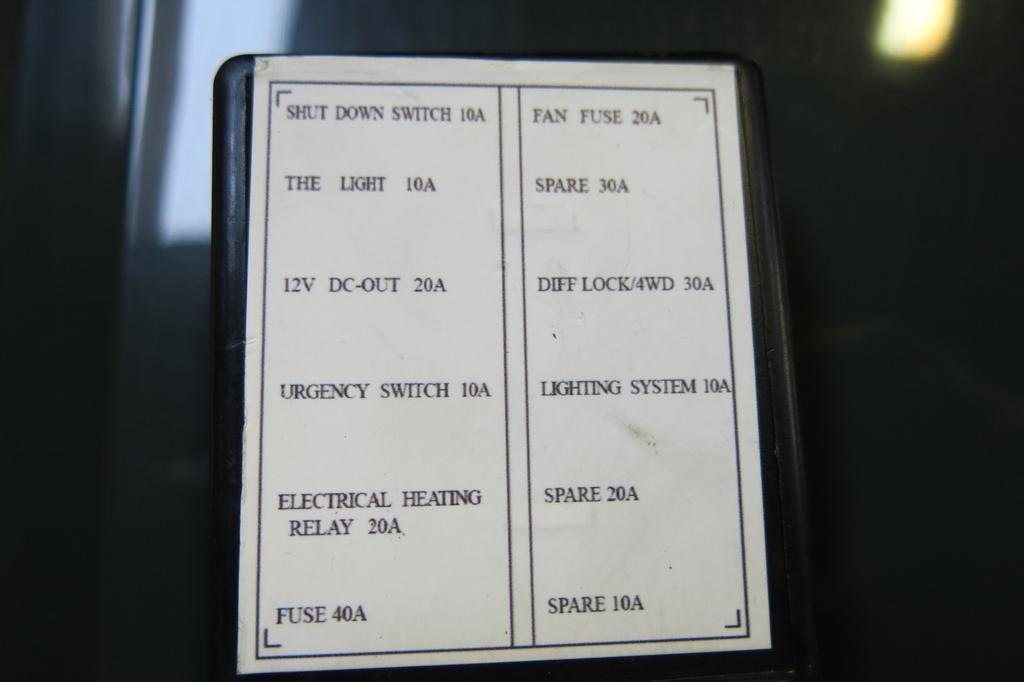 SHUT DOWN SWITCH 10A
THE LIGHT 10A
12V DC-OUT 20A
URGENCY SWITCH 10A
ELECTRICAL HEATING
RELAY 20A
FUSE 40A
FAN FUSE 20A
SPARE 30A
DIFF LOCK/4WD 30A
LIGHTING SYSTEM 10A
SPARE 20A
SPARE 10A